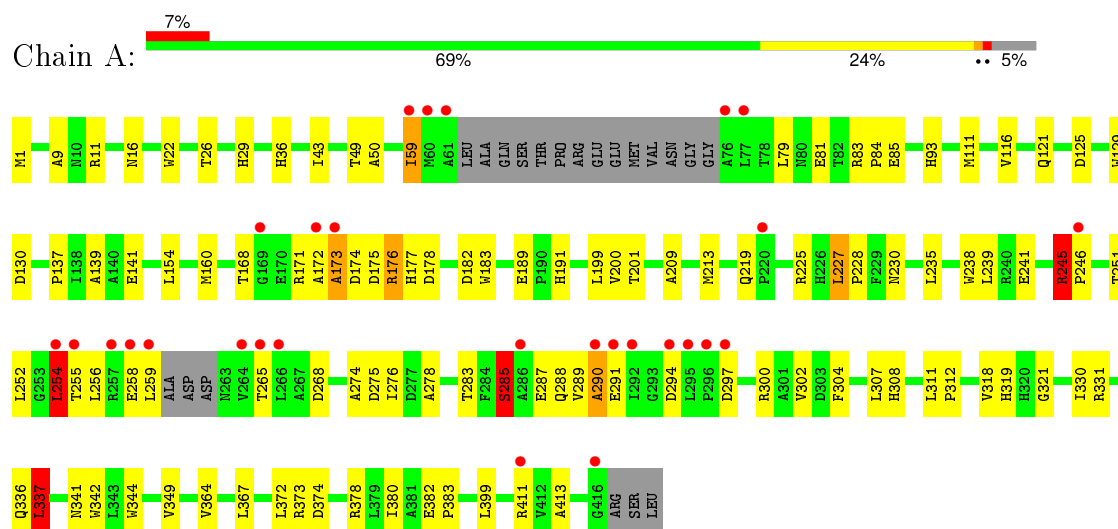 7%
Chain A:
69% 24% •• 5%
M1 A9 N10 R11 N16 W22 T26 H29 H36 I43 T49 A50 I59 M60 A61 LEU ALA GLN SER THR PRO ARG GLU GLU MET VAL ASN GLY GLY A76 L77 T78 L79 N80 E81 T82 R83 P84 E85 H93 M111 V116 Q121 D125 W129
D130 P137 I138 A139 A140 E141 L154 M160 T168 G169 E170 R171 A172 A173 D174 D175 R176 H177 D178 D182 W183 E189 P190 H191 L199 V200 T201 A209 M213 Q219 P220 R225 H226 L227 P228 F229 N230 L235 W238 L239 R240 E241 R245 P246 T251
L252 G253 L254 T255 L256 R257 E258 L259 ALA ASP ASP N263 V264 T265 L266 A267 D268 A274 D275 I276 D277 A278 T283 F284 S285 A286 E287 Q288 V289 A290 E291 I292 G293 D294 L295 P296 D297 R300 A301 V302 D303 F304 L307 H308 L311 P312 V318 H319 H320 G321 I330 R331
Q336 L337 N341 W342 L343 W344 V349 V364 L367 L372 R373 D374 R378 L379 I380 A381 E382 P383 L399 R411 V412 A413 G416 ARG SER LEU